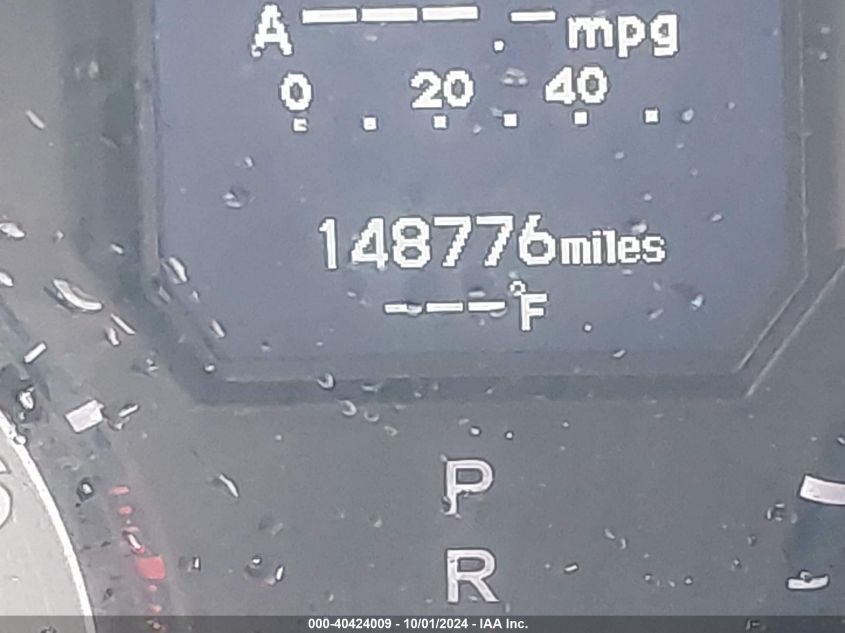 A ---.- mpg
0 20 40
148776miles
---°F
P
R
000-40424009 - 10/01/2024 - IAA Inc.